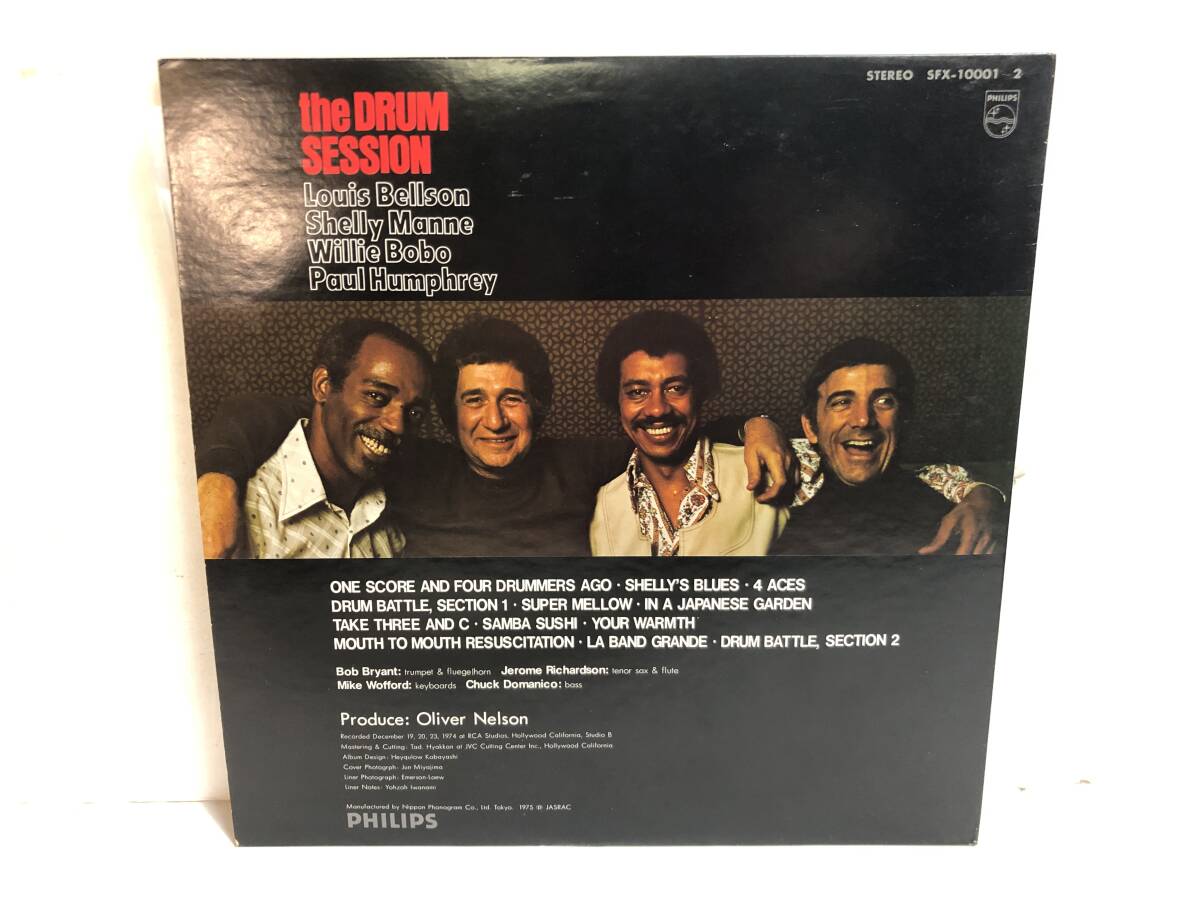 STEREO SFX-10001 2
PHILIPS
the DRUM
SESSION
Louis Bellson
Shelly Manne
Willie Bobo
Paul Humphrey
ONE SCORE AND FOUR DRUMMERS AGO · SHELLY'S BLUES · 4 ACES
DRUM BATTLE, SECTION 1 · SUPER MELLOW · IN A JAPANESE GARDEN
TAKE THREE AND C · SAMBA SUSHI · YOUR WARMTH
MOUTH TO MOUTH RESUSCITATION · LA BAND GRANDE · DRUM BATTLE, SECTION 2
Bob Bryant: trumpet & fluegelhorn Jerome Richardson: tenor sax & flute
Mike Wofford: keyboards Chuck Domanico: bass
Produce: Oliver Nelson
Recorded December 19, 20, 23, 1974 at RCA Studios, Hollywood California, Studio B
Mastering & Cutting: Tad. Hyakkan at JVC Cutting Center Inc., Hollywood California
Album Design: Heyqulow Kobayashi
Cover Photogrph: Jun Miyajima
Liner Photograph: Emerson-Loew
Liner Notes: Yohzoh Iwanami
Manufactured by Nippon Phonogram Co., Ltd. Tokyo. 1975 ℗ JASRAC
PHILIPS